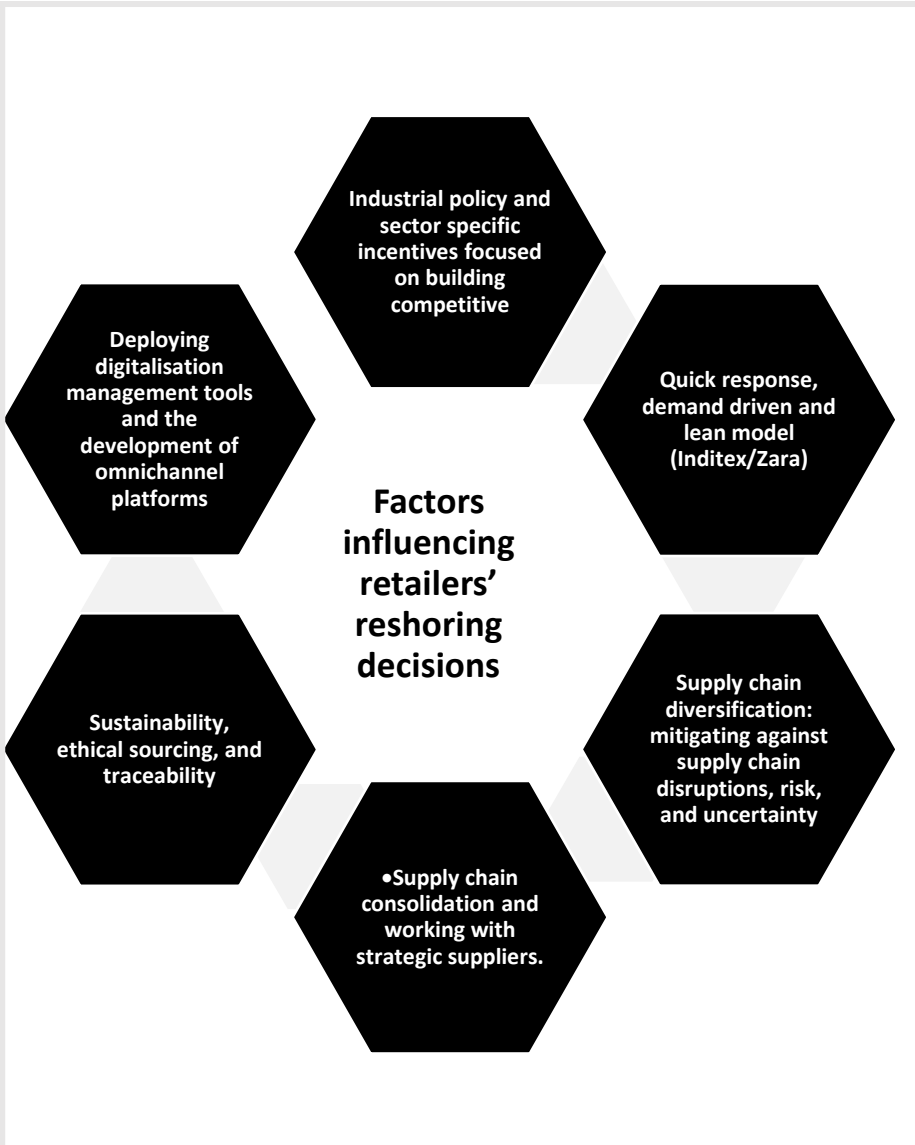 Industrial policy and
sector specific
incentives focused
on building
competitive
Quick response,
demand driven and
lean model
(Inditex/Zara)
Supply chain
diversification:
mitigating against
supply chain
disruptions, risk,
and uncertainty
•Supply chain
consolidation and
working with
strategic suppliers.
Sustainability,
ethical sourcing, and
traceability
Deploying
digitalisation
management tools
and the
development of
omnichannel
platforms
Factors
influencing
retailers’
reshoring
decisions